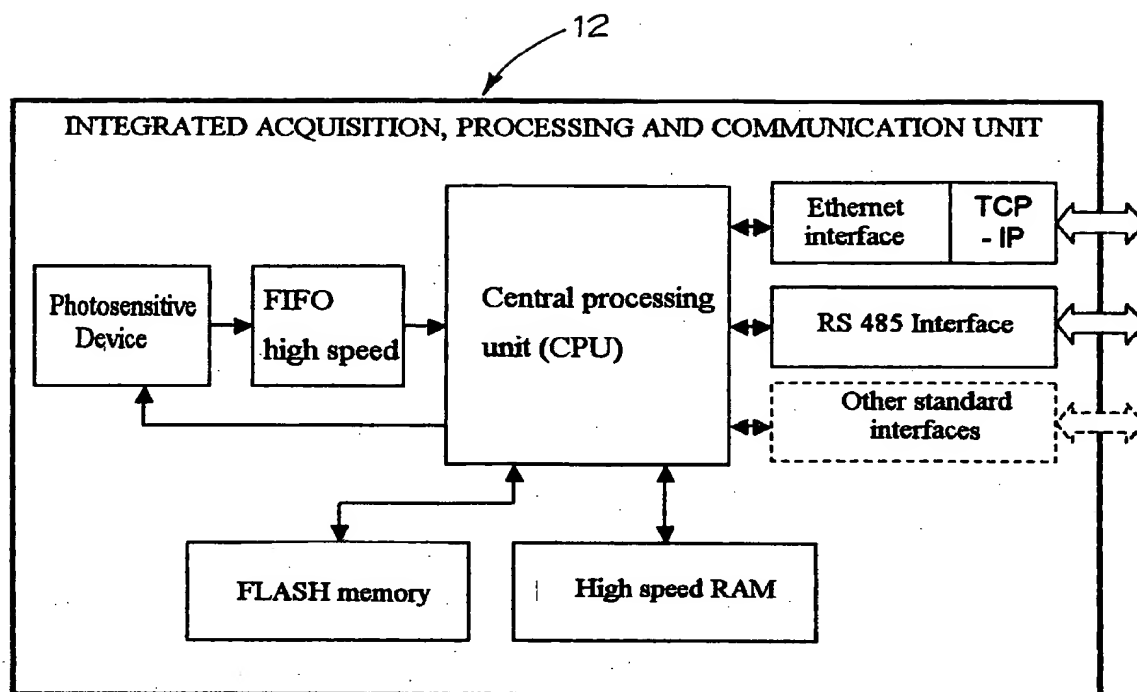 12
INTEGRATED ACQUISITION, PROCESSING AND COMMUNICATION UNIT
Photosensitive
Device
FIFO
high speed
Central processing
unit (CPU)
Ethernet
interface
TCP
- IP
RS 485 Interface
Other standard
interfaces
FLASH memory
High speed RAM